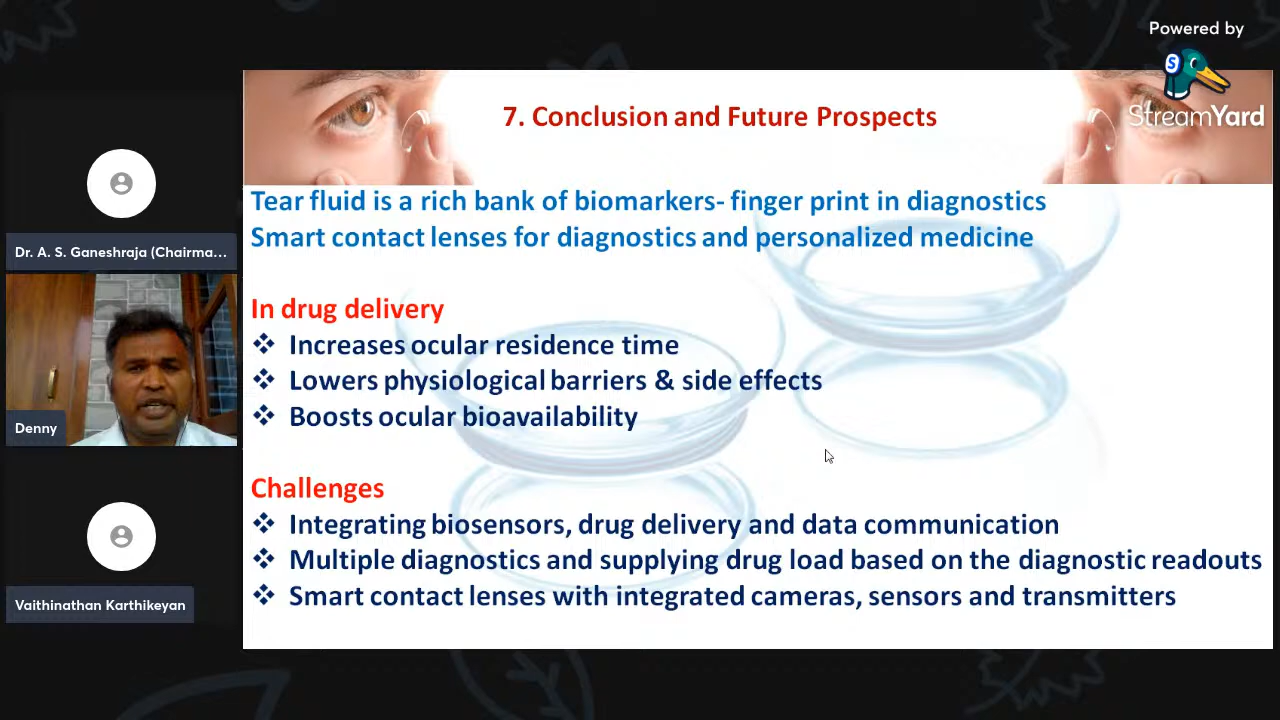 Powered by
StreamYard
7. Conclusion and Future Prospects
Tear fluid is a rich bank of biomarkers- finger print in diagnostics
Smart contact lenses for diagnostics and personalized medicine
In drug delivery
❖ Increases ocular residence time
❖ Lowers physiological barriers & side effects
❖ Boosts ocular bioavailability
Challenges
❖ Integrating biosensors, drug delivery and data communication
❖ Multiple diagnostics and supplying drug load based on the diagnostic readouts
❖ Smart contact lenses with integrated cameras, sensors and transmitters
Dr. A. S. Ganeshraja (Chairma...
Denny
Vaithinathan Karthikeyan